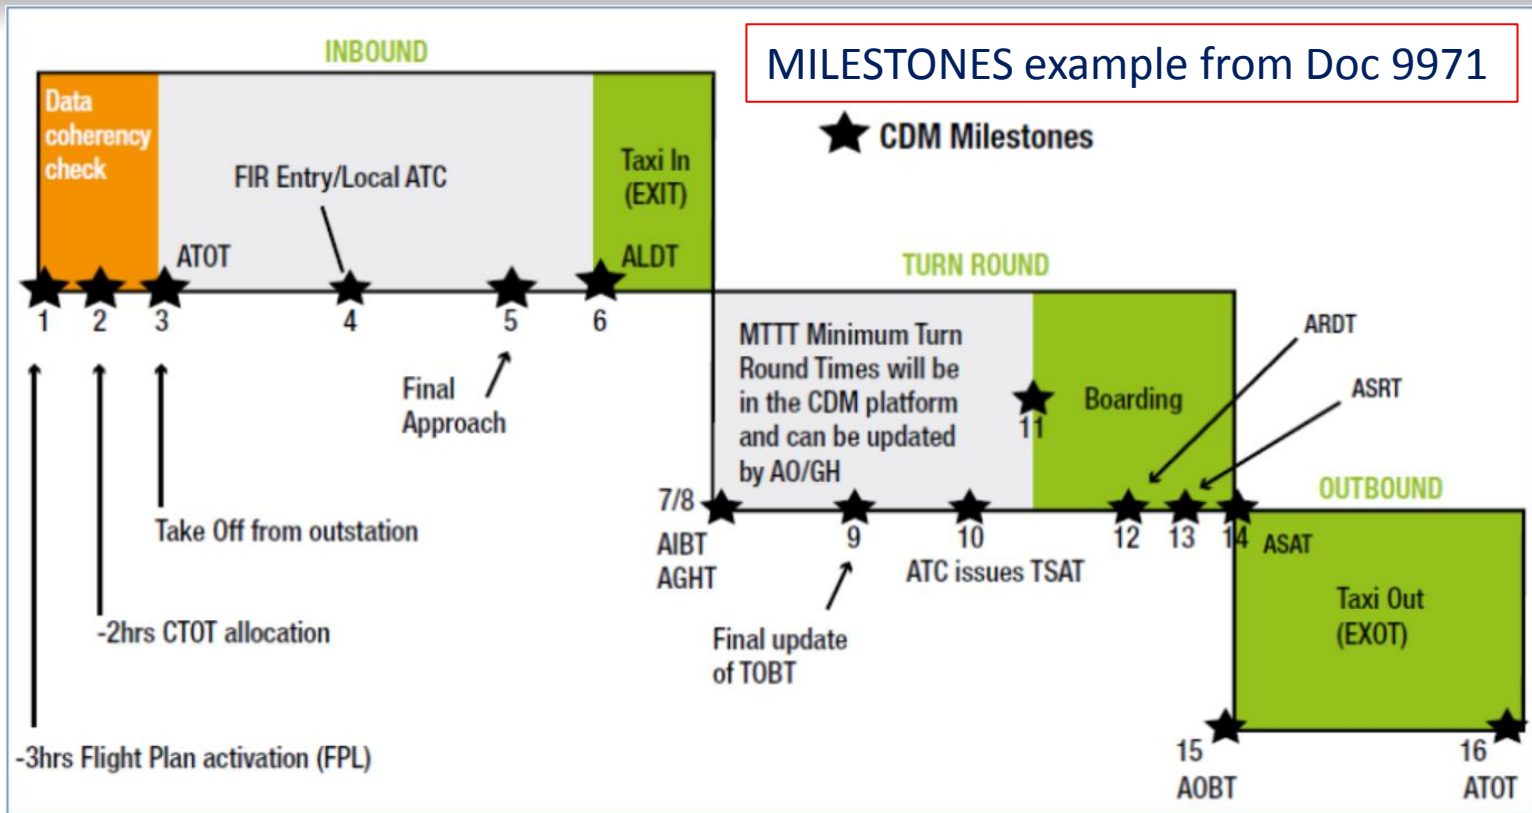 MILESTONES example from Doc 9971
INBOUND
CDM Milestones
Data
coherency
check
FIR Entry/Local ATC
Taxi In
(EXIT)
ATOT
ALDT
1
2
3
4
5
6
Final
Approach
Take Off from outstation
-2hrs CTOT allocation
-3hrs Flight Plan activation (FPL)
TURN ROUND
MTTT Minimum Turn
Round Times will be
in the CDM platform
and can be updated
by AO/GH
11
Boarding
ARDT
ASRT
7/8
AIBT
AGHT
9
10
12
13
14
ATC issues TSAT
Final update
of TOBT
OUTBOUND
ASAT
Taxi Out
(EXOT)
15
AOBT
16
ATOT